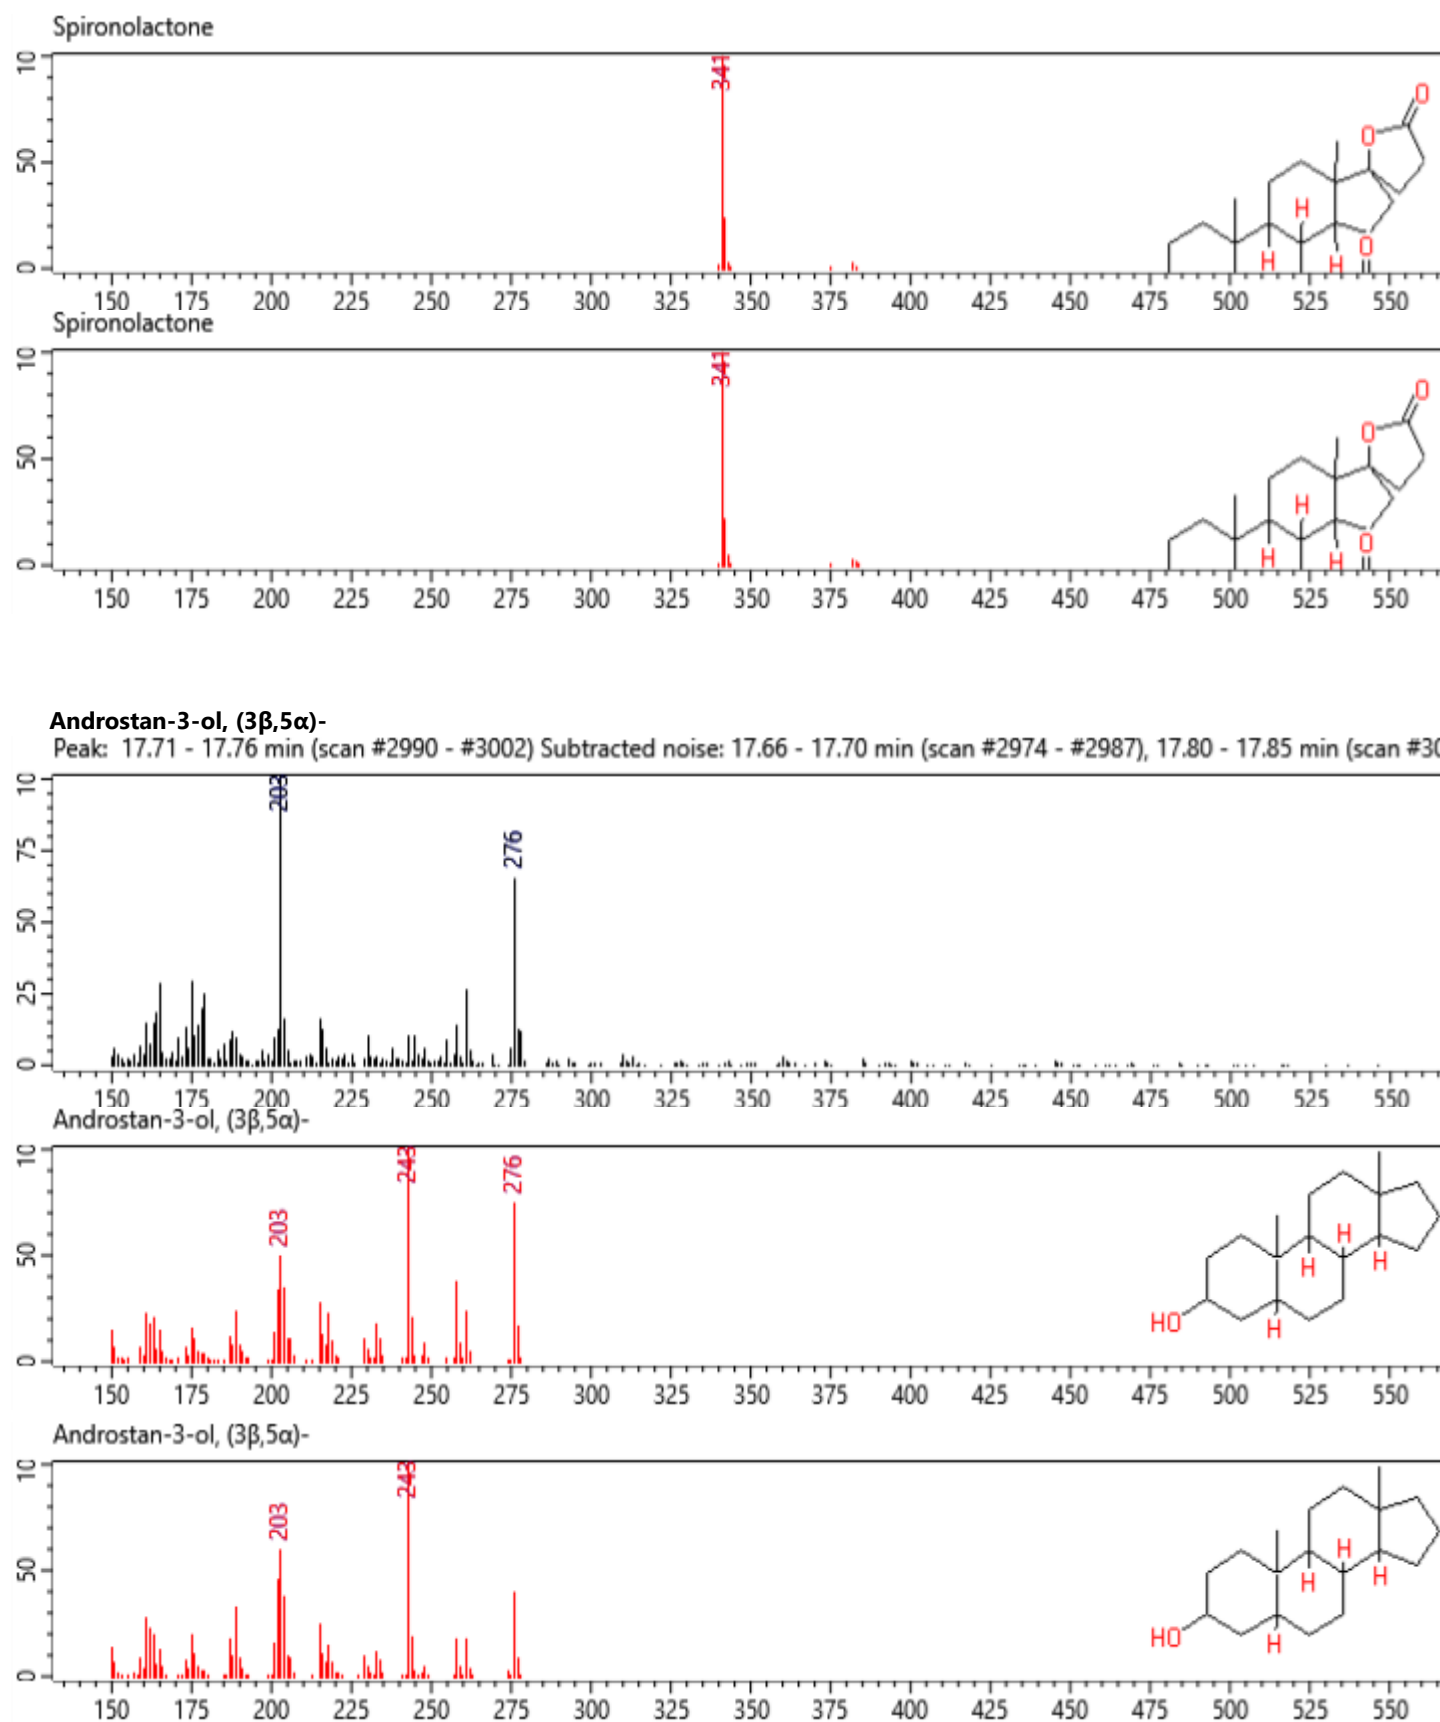 Spironolactone
10
50
0
341
O
O
H
H
H
O
150 175 200 225 250 275 300 325 350 375 400 425 450 475 500 525 550
Spironolactone
10
50
0
341
O
O
H
H
H
O
150 175 200 225 250 275 300 325 350 375 400 425 450 475 500 525 550
Androstan-3-ol, (3β,5α)-
Peak: 17.71 - 17.76 min (scan #2990 - #3002) Subtracted noise: 17.66 - 17.70 min (scan #2974 - #2987), 17.80 - 17.85 min (scan #30
10
75
50
25
0
203
276
150 175 200 225 250 275 300 325 350 375 400 425 450 475 500 525 550
Androstan-3-ol, (3β,5α)-
10
50
0
203
243
276
H
H
H
HO
H
150 175 200 225 250 275 300 325 350 375 400 425 450 475 500 525 550
Androstan-3-ol, (3β,5α)-
10
50
0
203
243
H
H
H
HO
H
150 175 200 225 250 275 300 325 350 375 400 425 450 475 500 525 550